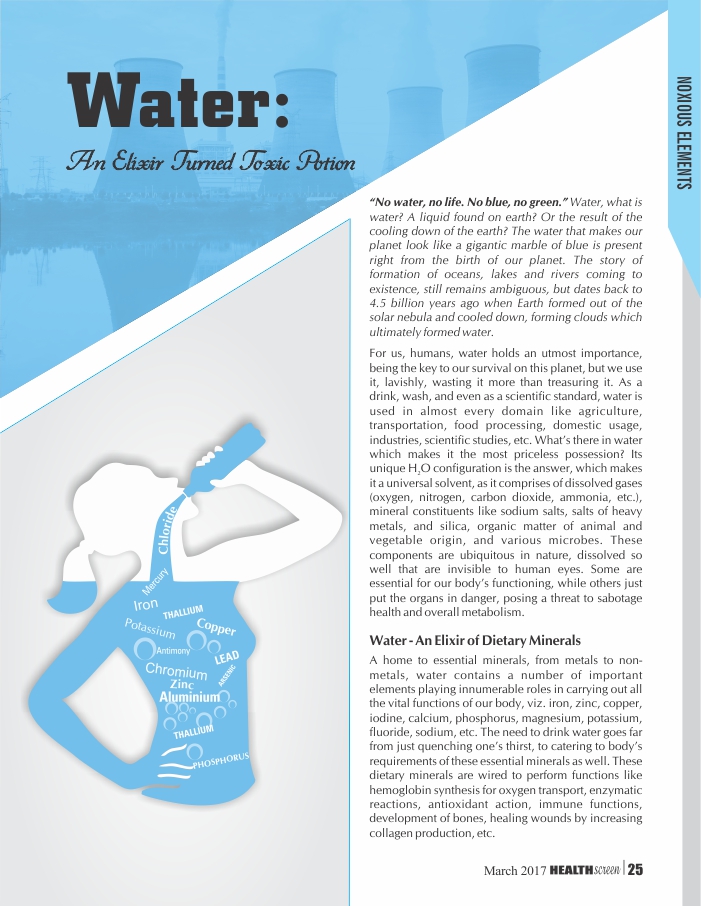 Water:
An Elixir Turned Toxic Potion
NOXIOUS ELEMENTS
“No water, no life. No blue, no green.” Water, what is
water? A liquid found on earth? Or the result of the
cooling down of the earth? The water that makes our
planet look like a gigantic marble of blue is present
right from the birth of our planet. The story of
formation of oceans, lakes and rivers coming to
existence, still remains ambiguous, but dates back to
4.5 billion years ago when Earth formed out of the
solar nebula and cooled down, forming clouds which
ultimately formed water.
For us, humans, water holds an utmost importance,
being the key to our survival on this planet, but we use
it, lavishly, wasting it more than treasuring it. As a
drink, wash, and even as a scientific standard, water is
used in almost every domain like agriculture,
transportation, food processing, domestic usage,
industries, scientific studies, etc. What’s there in water
which makes it the most priceless possession? Its
unique H₂O configuration is the answer, which makes
it a universal solvent, as it comprises of dissolved gases
(oxygen, nitrogen, carbon dioxide, ammonia, etc.),
mineral constituents like sodium salts, salts of heavy
metals, and silica, organic matter of animal and
vegetable origin, and various microbes. These
components are ubiquitous in nature, dissolved so
well that are invisible to human eyes. Some are
essential for our body’s functioning, while others just
put the organs in danger, posing a threat to sabotage
health and overall metabolism.
Water - An Elixir of Dietary Minerals
A home to essential minerals, from metals to non-
metals, water contains a number of important
elements playing innumerable roles in carrying out all
the vital functions of our body, viz. iron, zinc, copper,
iodine, calcium, phosphorus, magnesium, potassium,
fluoride, sodium, etc. The need to drink water goes far
from just quenching one’s thirst, to catering to body’s
requirements of these essential minerals as well. These
dietary minerals are wired to perform functions like
hemoglobin synthesis for oxygen transport, enzymatic
reactions, antioxidant action, immune functions,
development of bones, healing wounds by increasing
collagen production, etc.
Chloride
Mercury
Iron
THALLIUM
Potassium
Copper
Antimony
LEAD
Chromium
ARSENIC
Zinc
Aluminium
THALLIUM
PHOSPHORUS
March 2017 HEALTHscreen | 25